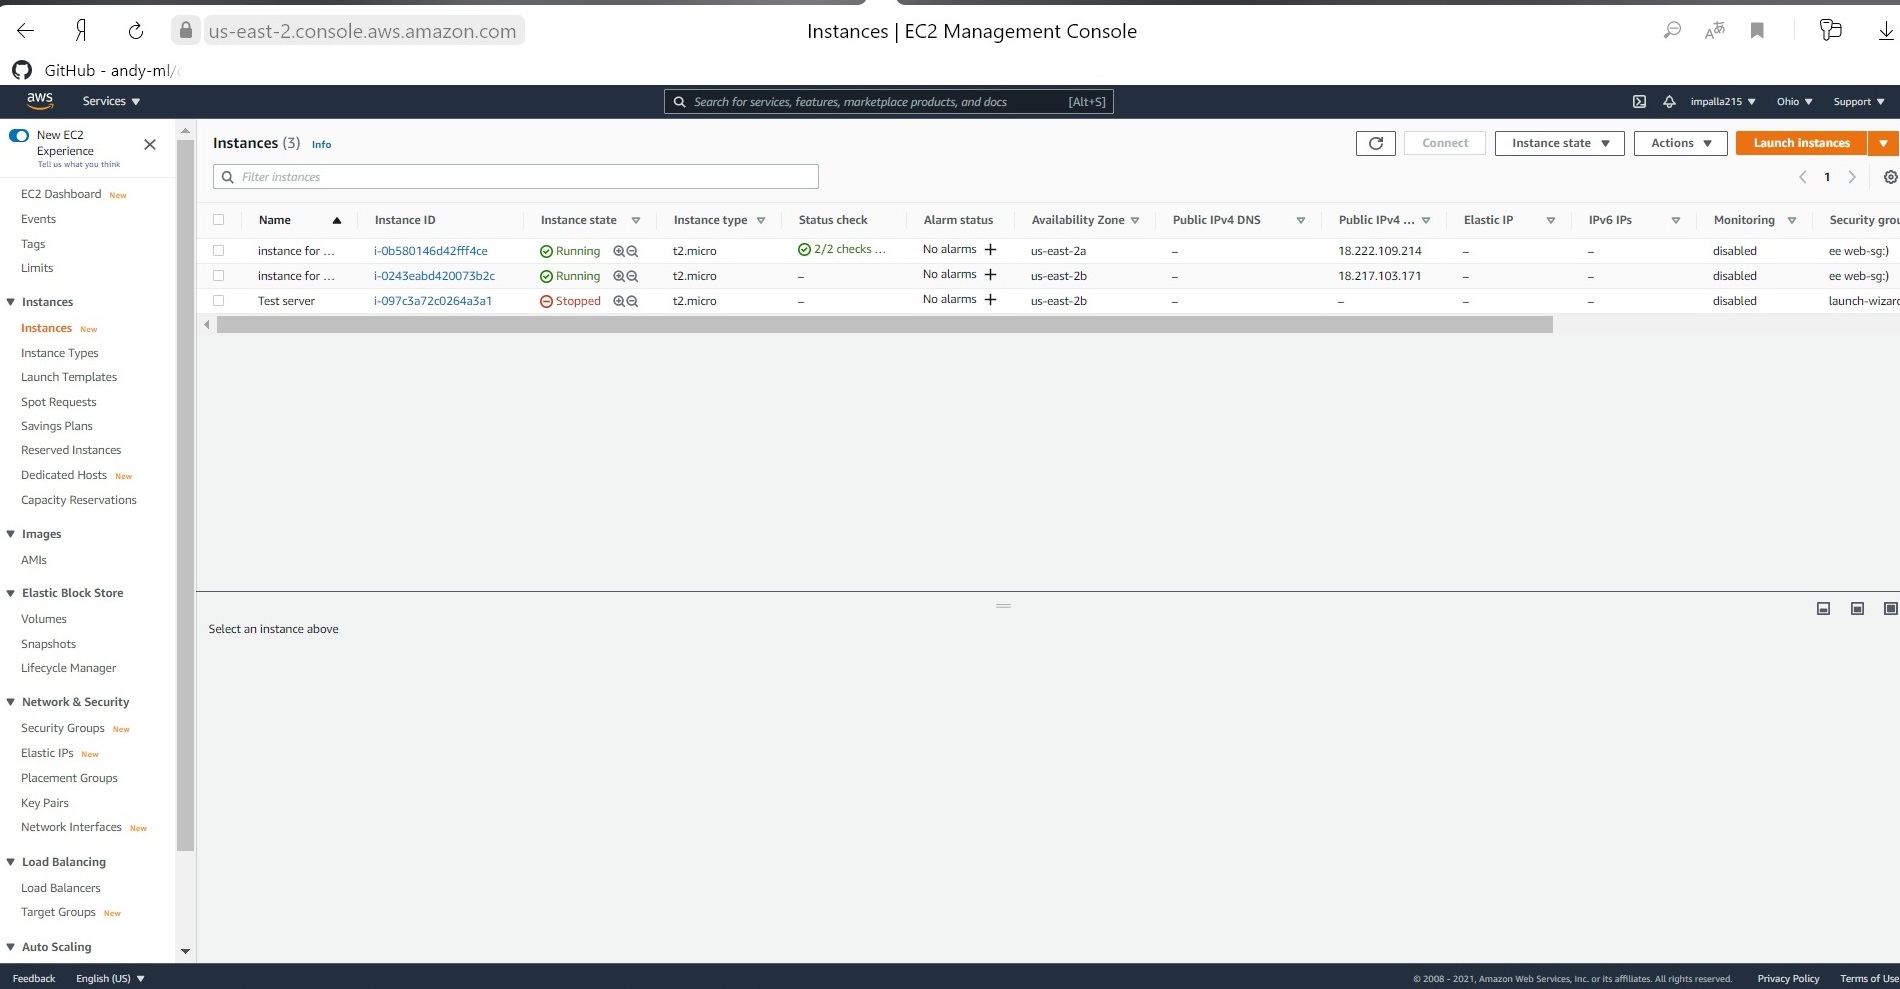 us-east-2.console.aws.amazon.com
Instances | EC2 Management Console
GitHub - andy-ml/
aws Services Search for services, features, marketplace products, and docs [Alt+S] impalla215 Ohio Support
New EC2
Experience
Tell us what you think
EC2 Dashboard New
Events
Tags
Limits
Instances
Instances New
Instance Types
Launch Templates
Spot Requests
Savings Plans
Reserved Instances
Dedicated Hosts New
Capacity Reservations
Images
AMIs
Elastic Block Store
Volumes
Snapshots
Lifecycle Manager
Network & Security
Security Groups New
Elastic IPs New
Placement Groups
Key Pairs
Network Interfaces New
Load Balancing
Load Balancers
Target Groups New
Auto Scaling
Instances (3) Info
Connect Instance state Actions Launch instances
Filter instances
1
Name Instance ID Instance state Instance type Status check Alarm status Availability Zone Public IPv4 DNS Public IPv4 ... Elastic IP IPv6 IPs Monitoring Security grou
instance for ... i-0b580146d42fff4ce Running t2.micro 2/2 checks ... No alarms + us-east-2a – 18.222.109.214 – – disabled ee web-sg:)
instance for ... i-0243eabd420073b2c Running t2.micro – No alarms + us-east-2b – 18.217.103.171 – – disabled ee web-sg:)
Test server i-097c3a72c0264a3a1 Stopped t2.micro – No alarms + us-east-2b – – – – disabled launch-wizard
Select an instance above
Feedback English (US) © 2008 - 2021, Amazon Web Services, Inc. or its affiliates. All rights reserved. Privacy Policy Terms of Use